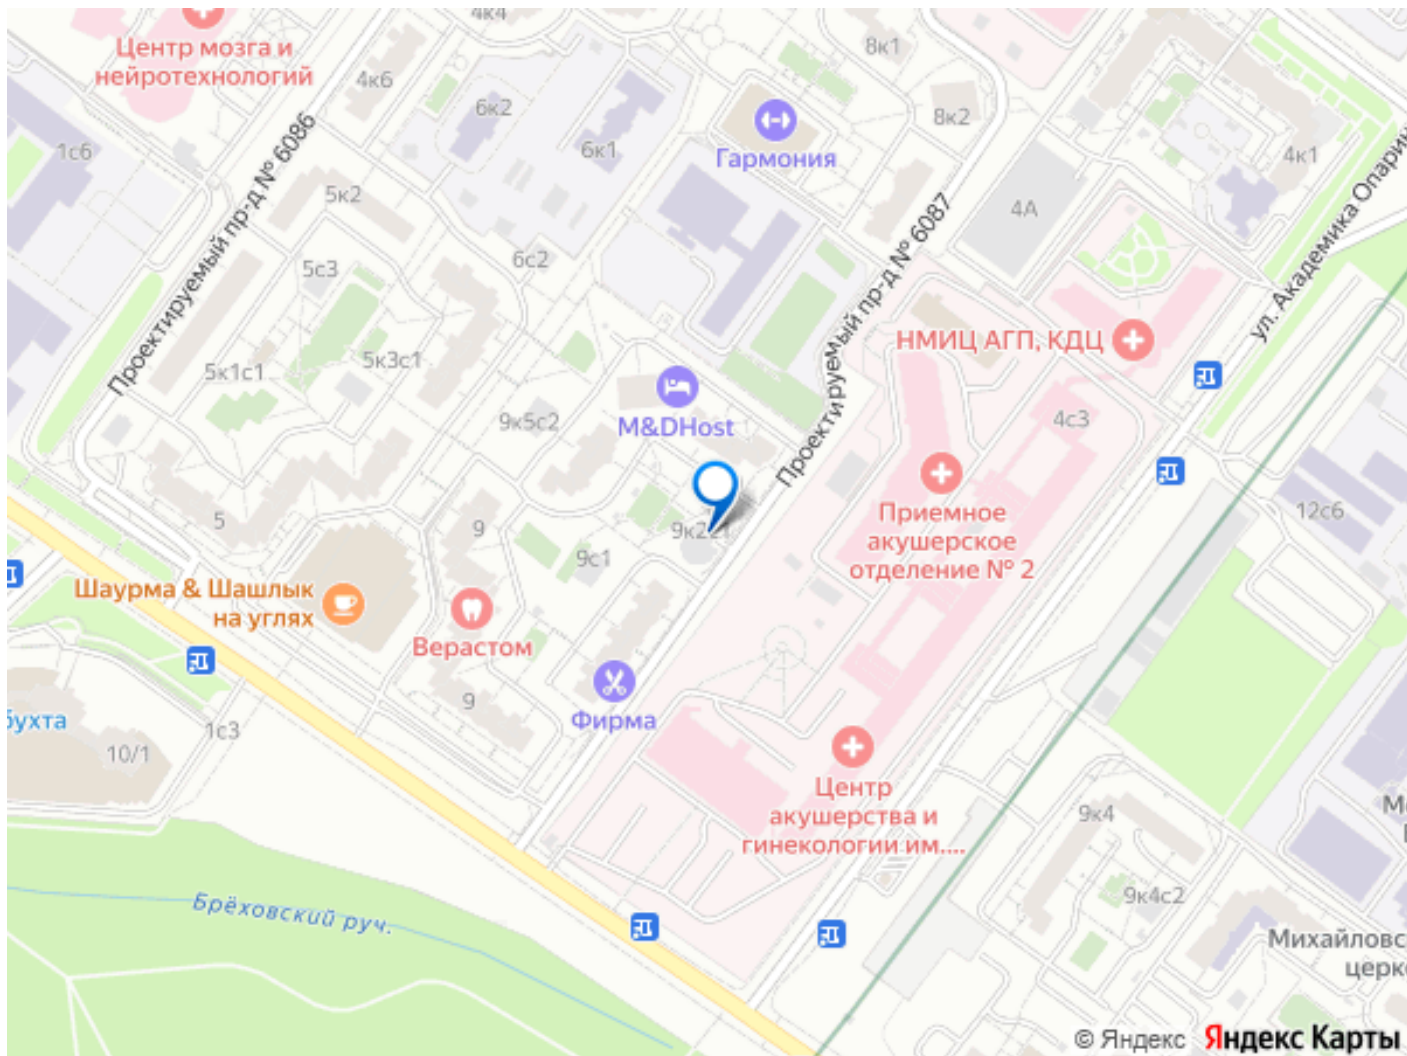 4к4
Центр мозга и
нейротехнологий
4к6
8к1
6к2
8к2
Гармония
6к1
1с6
4к1
Проектируемый пр-д № 6086
5к2
4А
ул. Академика Опарин
Проектируемый пр-д № 6087
6с2
5с3
НМИЦ АГП, КДЦ
5к3с1
5к1с1
M&DHost
9к5с2
4с3
Приемное
акушерское
отделение № 2
12с6
5
9
9с1
Шаурма & Шашлык
на углях
Верастом
9
Фирма
бухта
10/1
1с3
Центр
акушерства и
гинекологии им....
9к4
9к4с2
Брёховский руч.
Михайловс
церк
© Яндекс Яндекс Карты